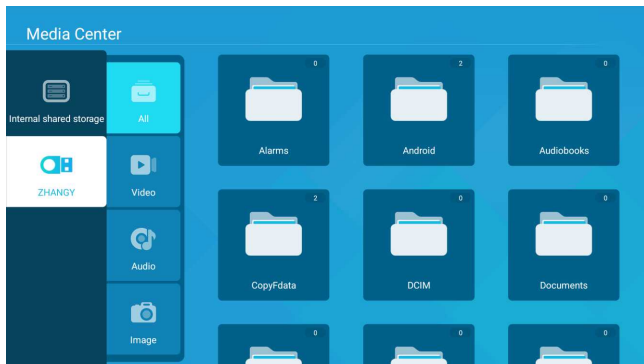 Media Center
Internal shared storage
ZHANGY
All
Video
Audio
Image
0
2
0
Alarms
Android
Audiobooks
2
0
0
CopyFdata
DCIM
Documents
0
0
0